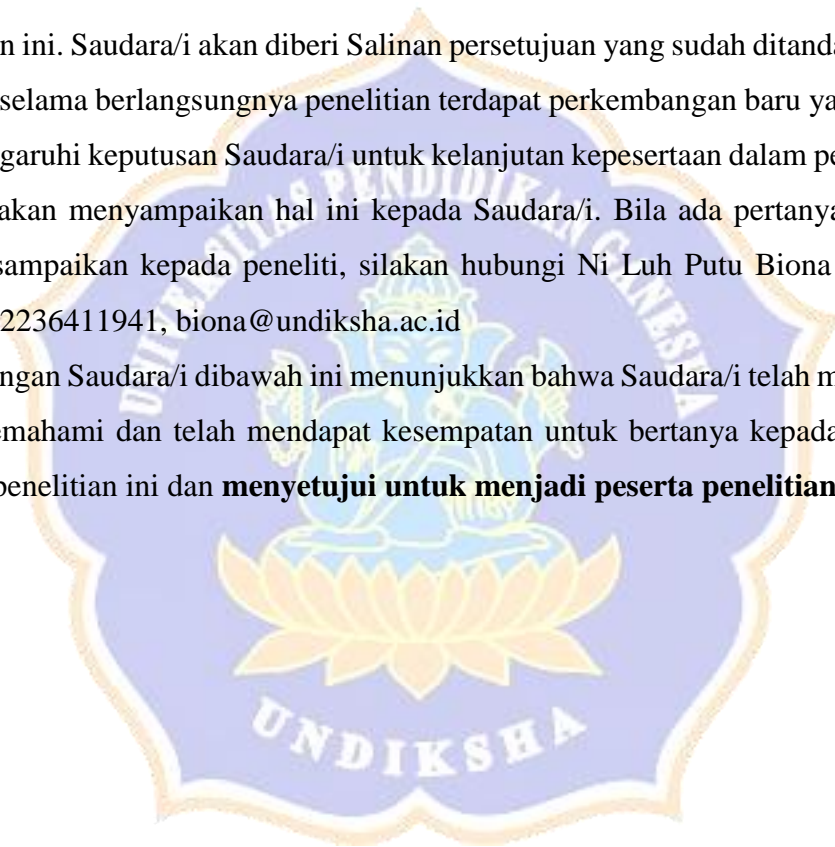 n ini. Saudara/i akan diberi Salinan persetujuan yang sudah ditanda
selama berlangsungnya penelitian terdapat perkembangan baru ya
garuhi keputusan Saudara/i untuk kelanjutan kepesertaan dalam pe
akan menyampaikan hal ini kepada Saudara/i. Bila ada pertanya
sampaikan kepada peneliti, silakan hubungi Ni Luh Putu Biona
2236411941, biona@undiksha.ac.id
ngan Saudara/i dibawah ini menunjukkan bahwa Saudara/i telah m
emahami dan telah mendapat kesempatan untuk bertanya kepada
penelitian ini dan menyetujui untuk menjadi peserta penelitian
UNIVERSITAS PENDIDIKAN GANESHA
UNDIKSHA